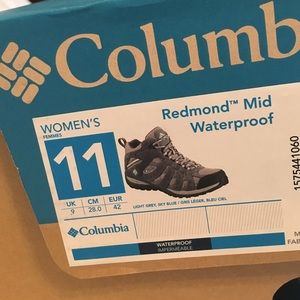 Columbia
WOMEN'S
FEMMES
11
UK CM EUR
9 28.0 42
Redmond™ Mid
Waterproof
LIGHT GREY, SKY BLUE / GRIS LÉGER, BLEU CIEL
Columbia
WATERPROOF
IMPERMÉABLE
1575441060